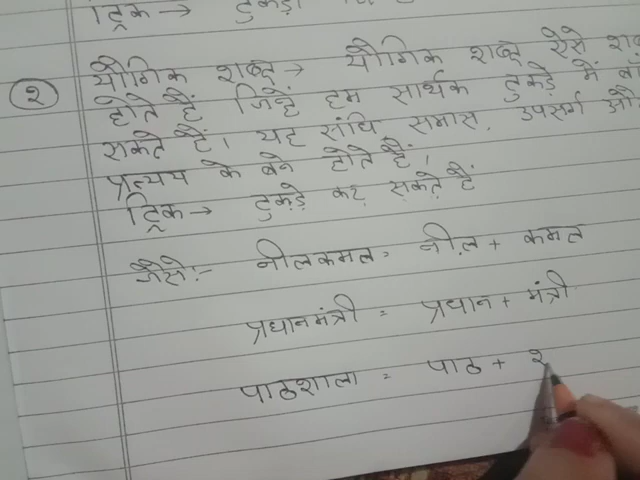 ट्रिक → टुकड़े
२ यौगिक शब्द → यौगिक शब्द ऐसे
होते हैं जिन्हें हम सार्थक टुकड़े में
सकते हैं। यह संधि समास, उपसर्ग
प्रत्यय के बने होते हैं।
ट्रिक → टुकड़े कर सकते हैं
जैसे:- नीलकमल = नील + कमल
प्रधानमंत्री = प्रधान + मंत्री
पाठशाला = पाठ +